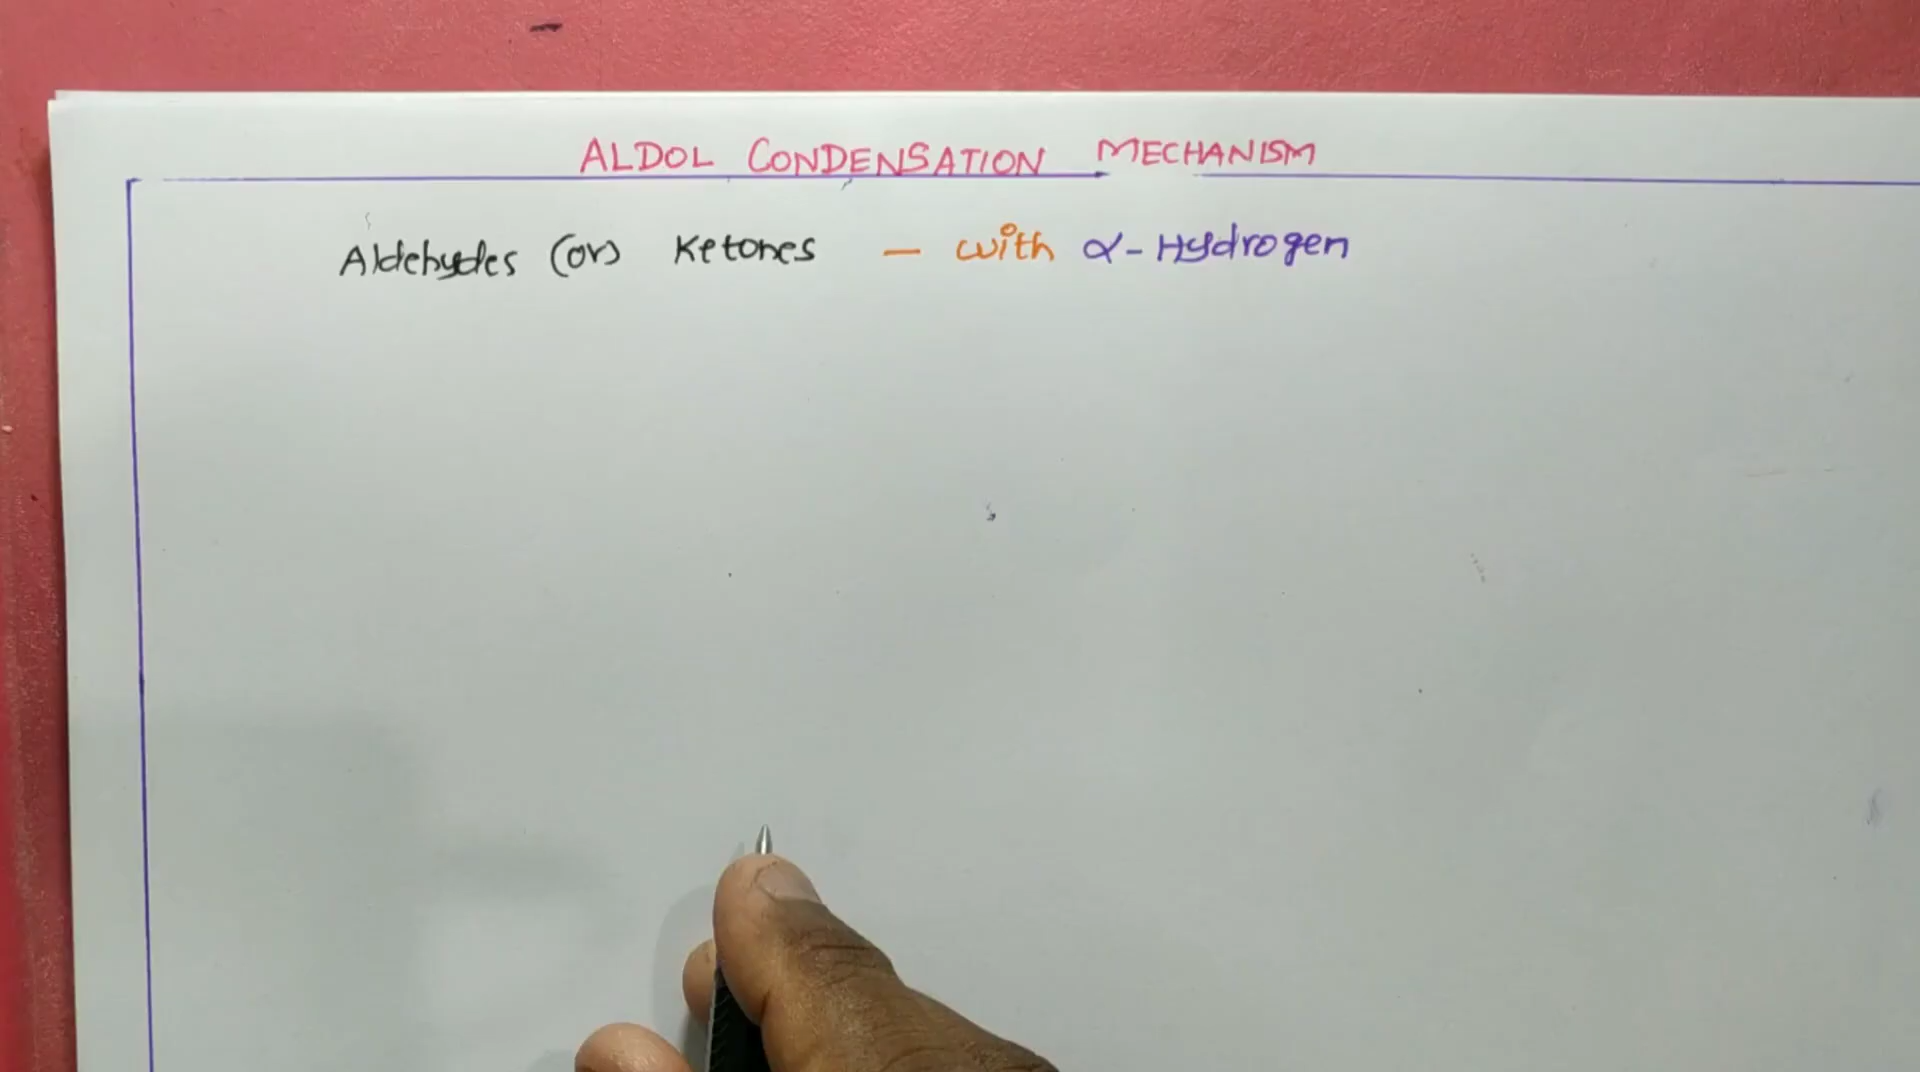 ALDOL CONDENSATION MECHANISM
Aldehydes (or) Ketones - with α-Hydrogen